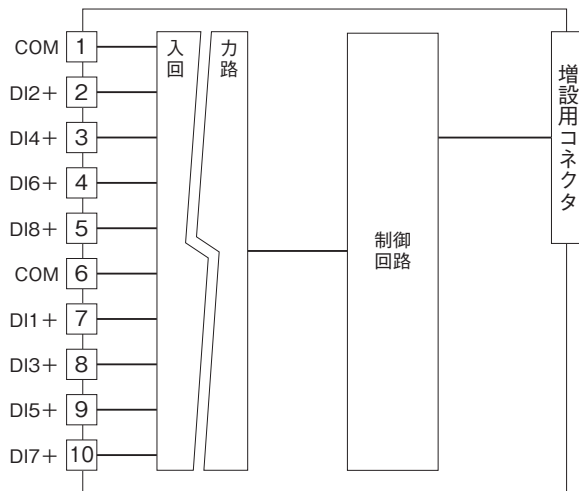 COM 1
DI2+ 2
DI4+ 3
DI6+ 4
DI8+ 5
COM 6
DI1+ 7
DI3+ 8
DI5+ 9
DI7+ 10
入力
回路
制御
回路
増設用コネクタ